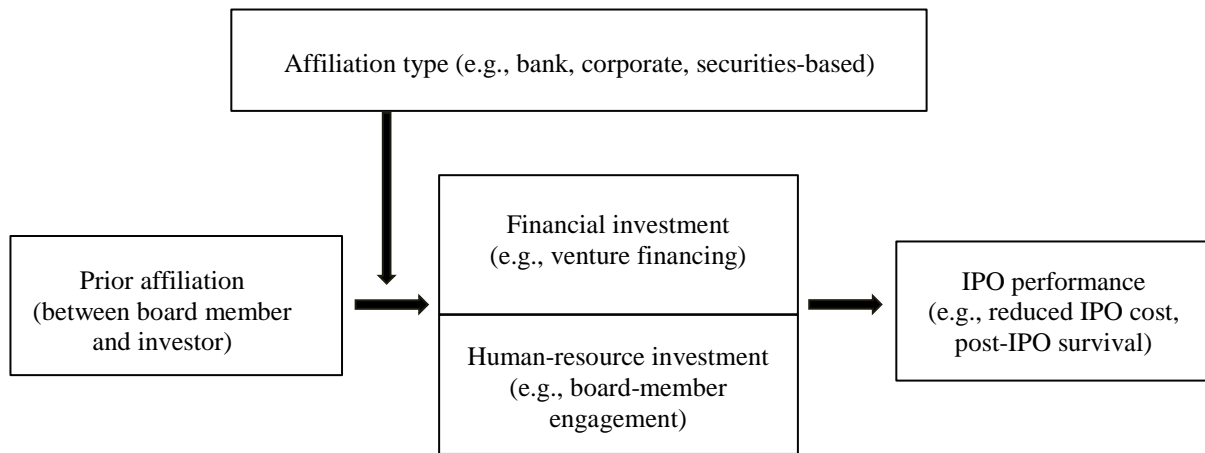 Affiliation type (e.g., bank, corporate, securities-based)
Financial investment
(e.g., venture financing)
Prior affiliation
(between board member
and investor)
IPO performance
(e.g., reduced IPO cost,
post-IPO survival)
Human-resource investment
(e.g., board-member
engagement)